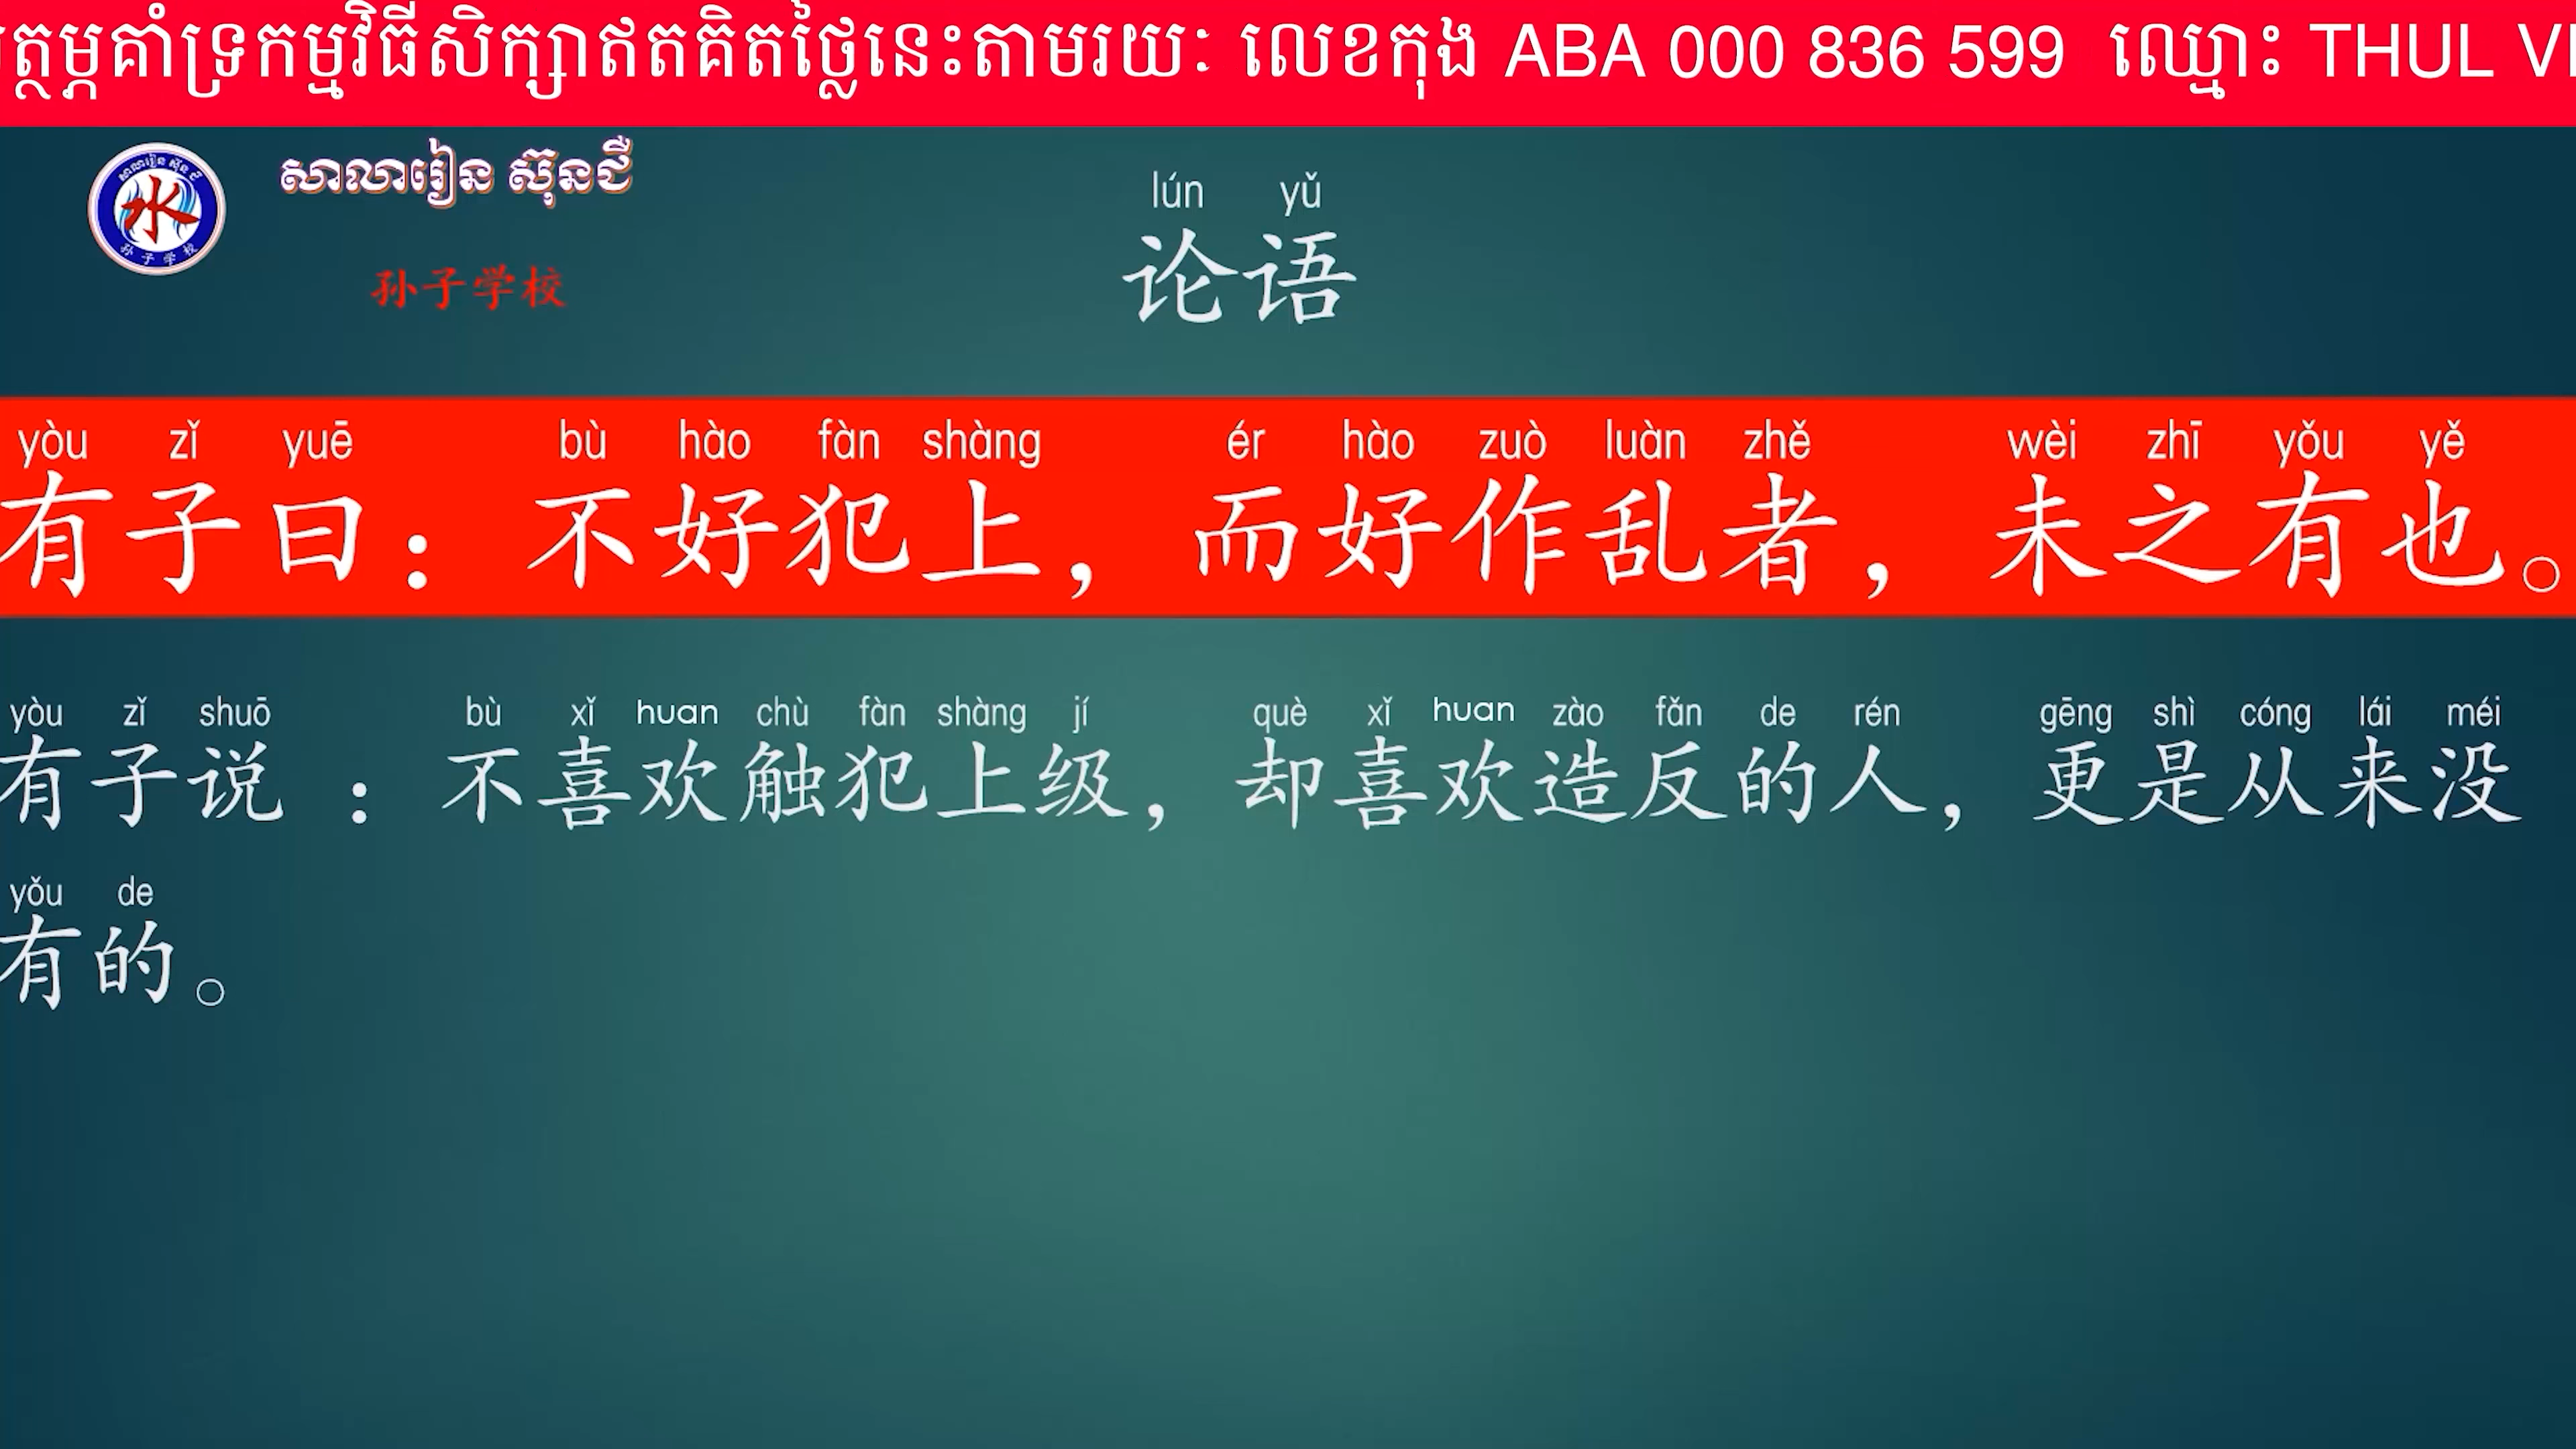 គាំទ្រកម្មវិធីសិក្សាឥតគិតថ្លៃនេះតាមរយៈ លេខកុង ABA 000 836 599 ឈ្មោះ THUL
សាលារៀន ស៊ុនជឺ
水
孙子学校
孙子学校
lún yǔ
论语
yòu zǐ yuē bù hào fàn shàng ér hào zuò luàn zhě wèi zhī yǒu yě
有子曰：不好犯上，而好作乱者，未之有也。
yòu zǐ shuō bù xǐ huan chù fàn shàng jí què xǐ huan zào fǎn de rén gēng shì cóng lái méi
有子说：不喜欢触犯上级，却喜欢造反的人，更是从来没
yǒu de
有的。